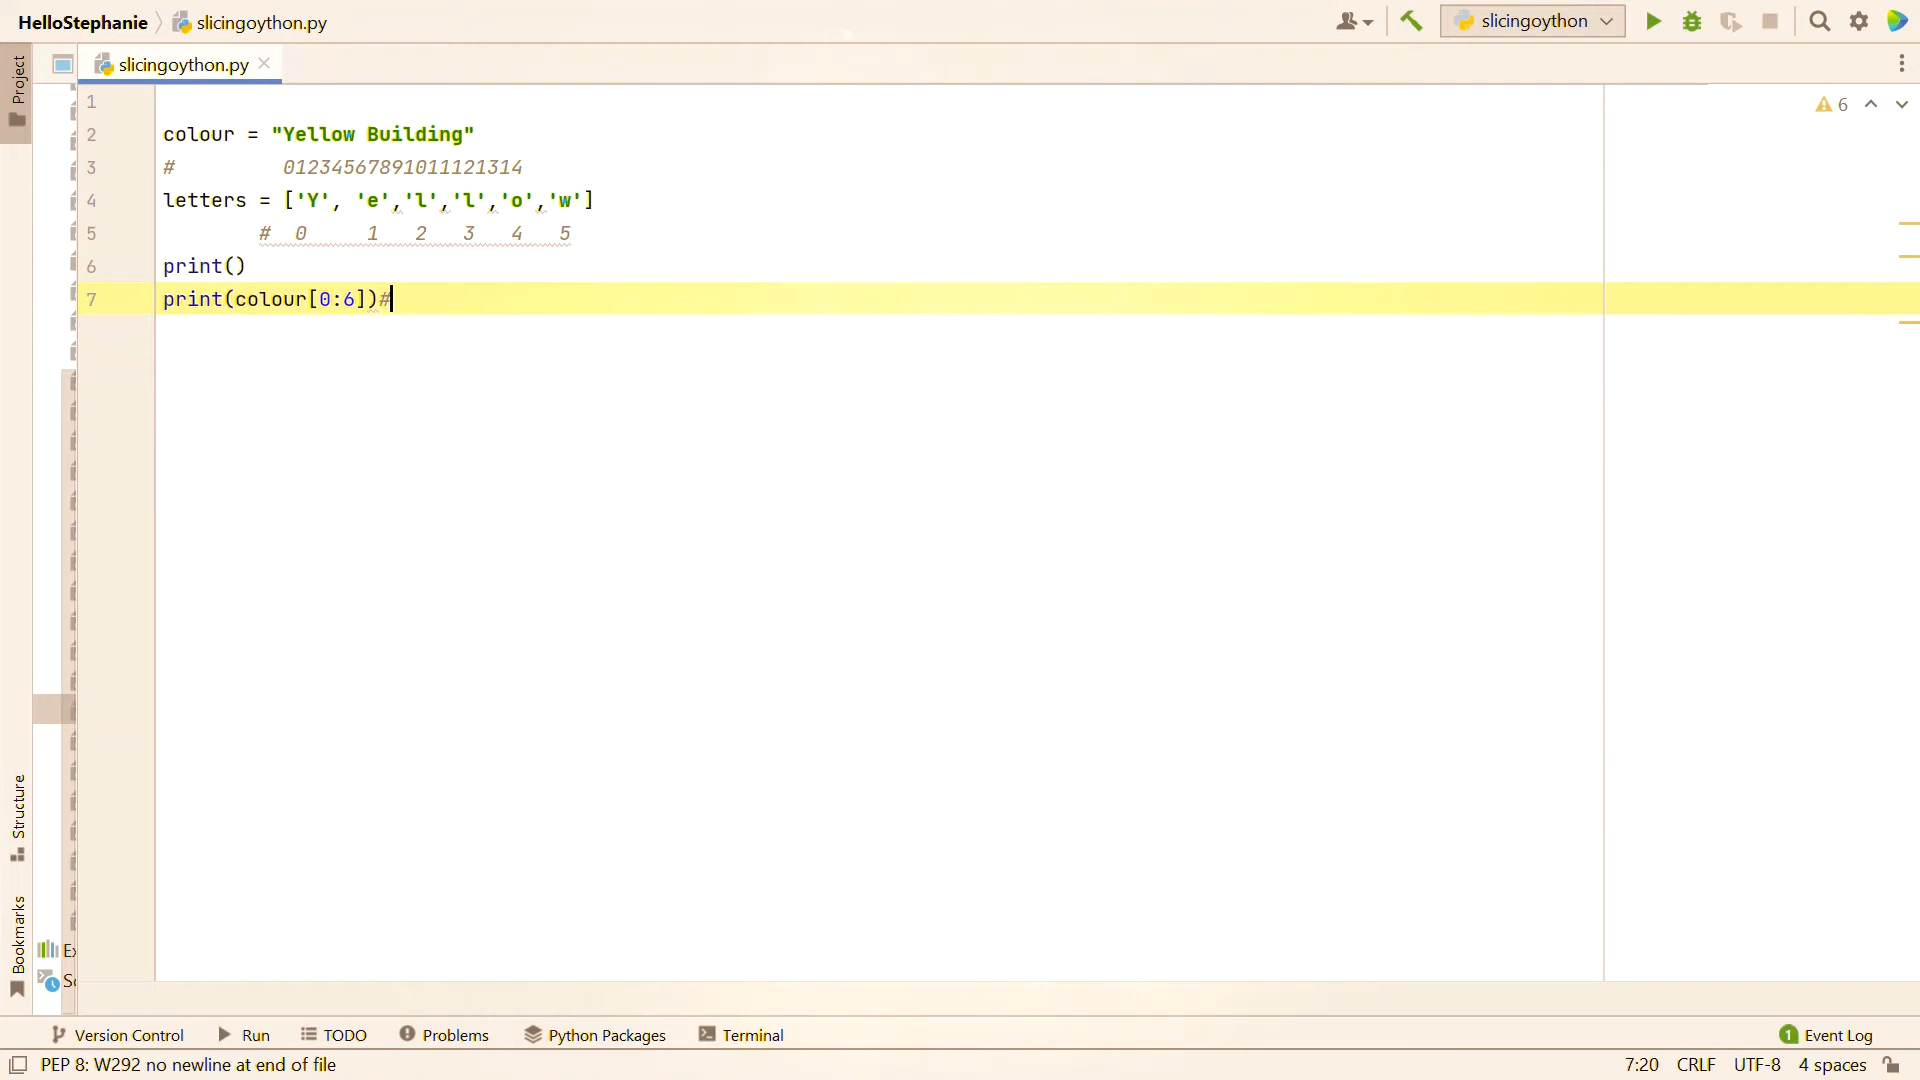 HelloStephanie slicingoython.py
slicingoython
Project
slicingoython.py
6
1
2 colour = "Yellow Building"
3 # 01234567891011121314
4 letters = ['Y', 'e','l','l','o','w']
5 # 0 1 2 3 4 5
6 print()
7 print(colour[0:6])#
Structure
Bookmarks
Ex
Sc
Version Control Run TODO Problems Python Packages Terminal 1 Event Log
PEP 8: W292 no newline at end of file 7:20 CRLF UTF-8 4 spaces